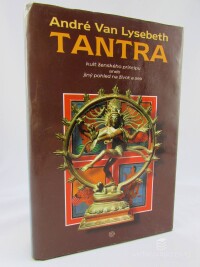 André Van Lysebeth
TANTRA
kult ženského principu
aneb
jiný pohled na život a sex